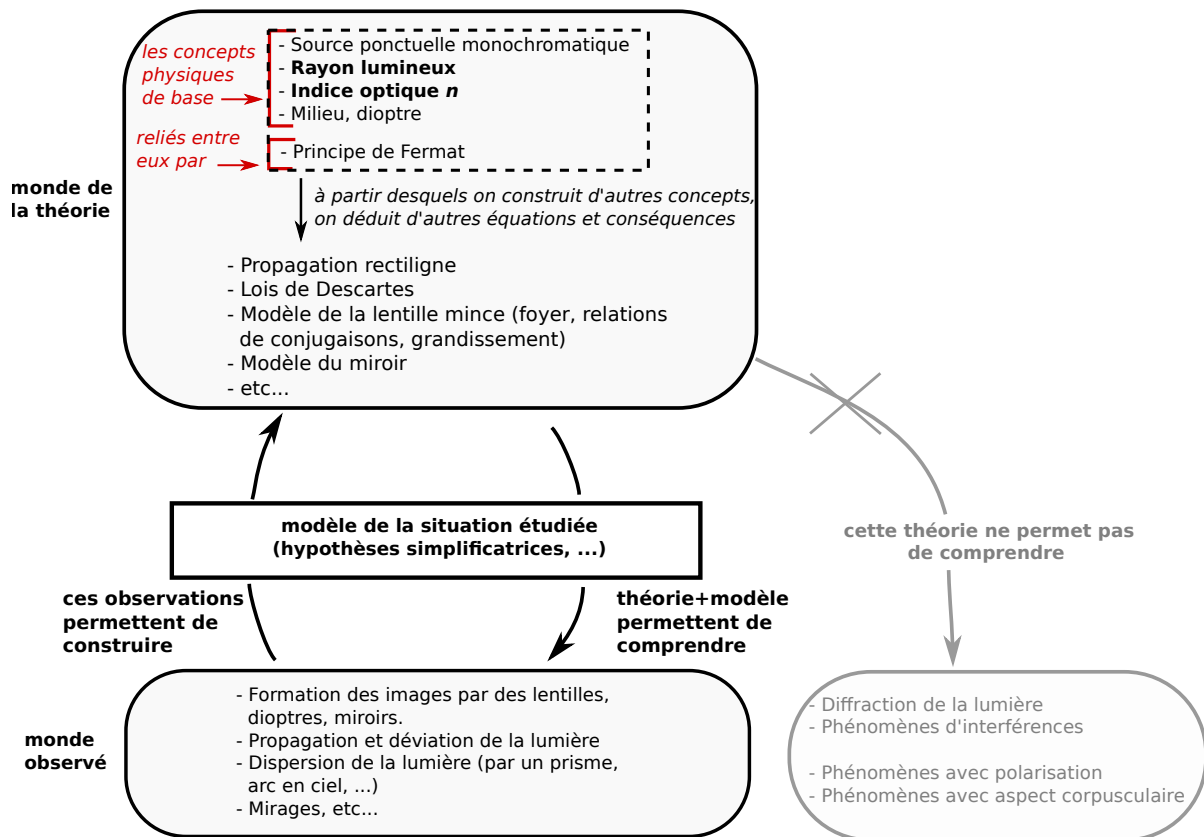 les concepts
physiques
de base
- Source ponctuelle monochromatique
- Rayon lumineux
- Indice optique n
- Milieu, dioptre
reliés entre
eux par
- Principe de Fermat
monde de
la théorie
à partir desquels on construit d'autres concepts,
on déduit d'autres équations et conséquences
- Propagation rectiligne
- Lois de Descartes
- Modèle de la lentille mince (foyer, relations
de conjugaisons, grandissement)
- Modèle du miroir
- etc...
modèle de la situation étudiée
(hypothèses simplificatrices, ...)
cette théorie ne permet pas
de comprendre
ces observations
permettent de
construire
théorie+modèle
permettent de
comprendre
monde
observé
- Formation des images par des lentilles,
dioptres, miroirs.
- Propagation et déviation de la lumière
- Dispersion de la lumière (par un prisme,
arc en ciel, ...)
- Mirages, etc...
- Diffraction de la lumière
- Phénomènes d'interférences
- Phénomènes avec polarisation
- Phénomènes avec aspect corpusculaire